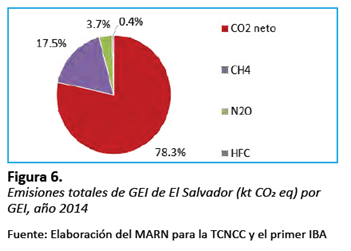 3.7%
0.4%
17.5%
78.3%
CO2 neto
CH4
N2O
HFC
Figura 6.
Emisiones totales de GEI de El Salvador (kt CO₂ eq) por
GEI, año 2014
Fuente: Elaboración del MARN para la TCNCC y el primer IBA